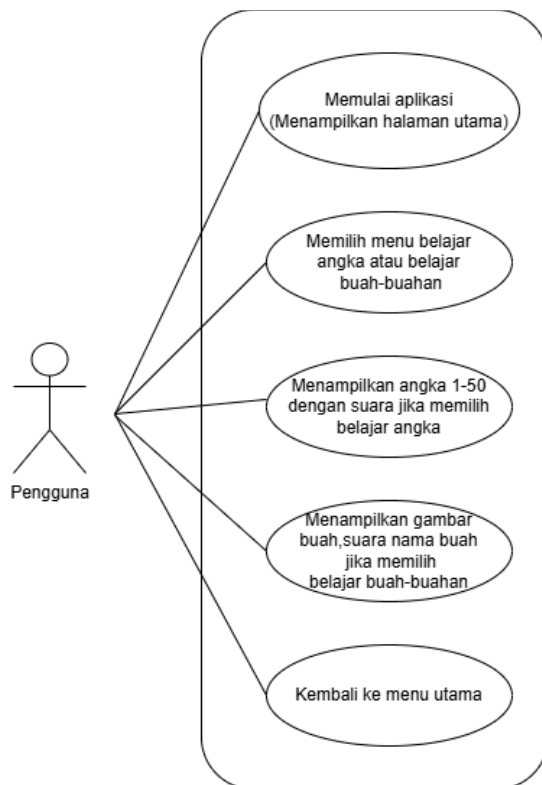 Memulai aplikasi
(Menampilkan halaman utama)
Memilih menu belajar
angka atau belajar
buah-buahan
Menampilkan angka 1-50
dengan suara jika memilih
belajar angka
Pengguna
Menampilkan gambar
buah,suara nama buah
jika memilih
belajar buah-buahan
Kembali ke menu utama